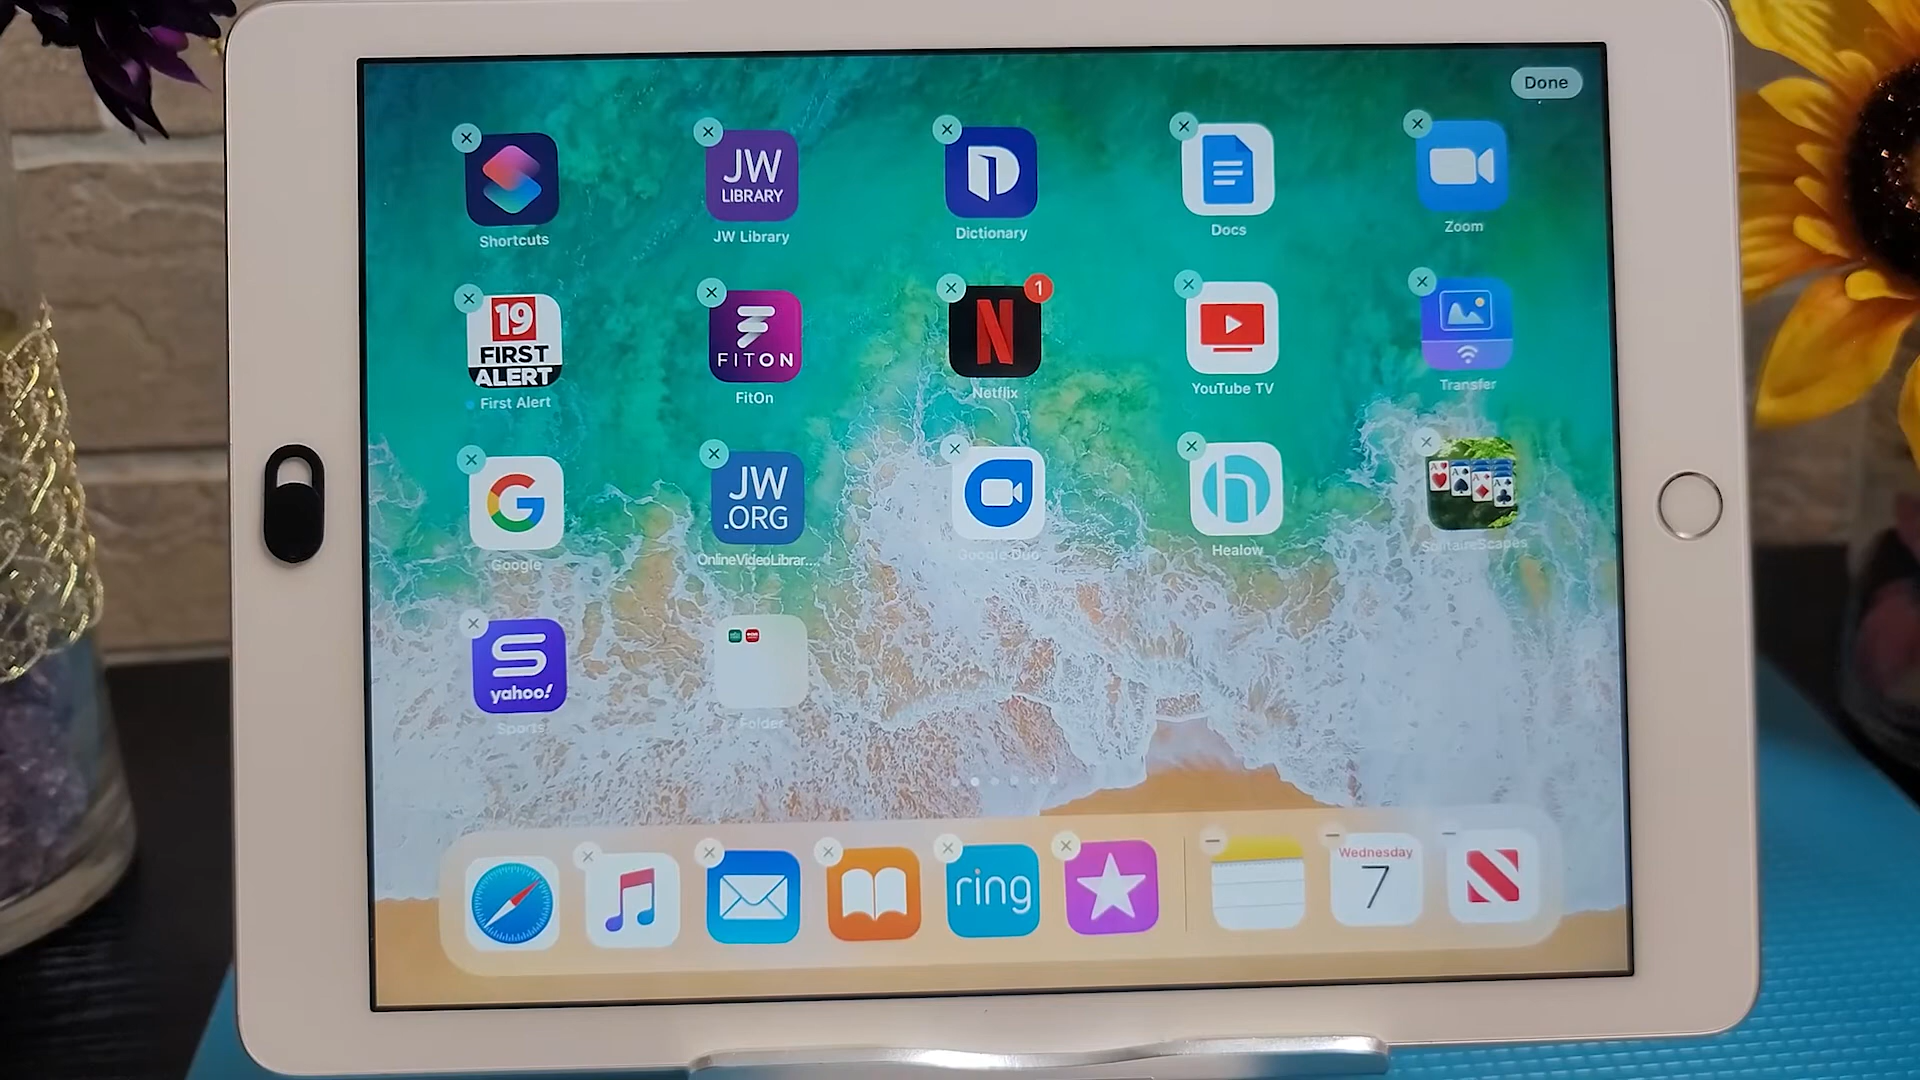 Done
JW
LIBRARY
Shortcuts
JW Library
Dictionary
Docs
Zoom
19
FIRST
ALERT
FITON
N
1
First Alert
FitOn
Netflix
YouTube TV
Transfer
G
JW
.ORG
h
Google
OnlineVideoLibrar...
Google Duo
Healow
SolitaireScapes
S
yahoo!
Sports
Folder
ring
Wednesday
7